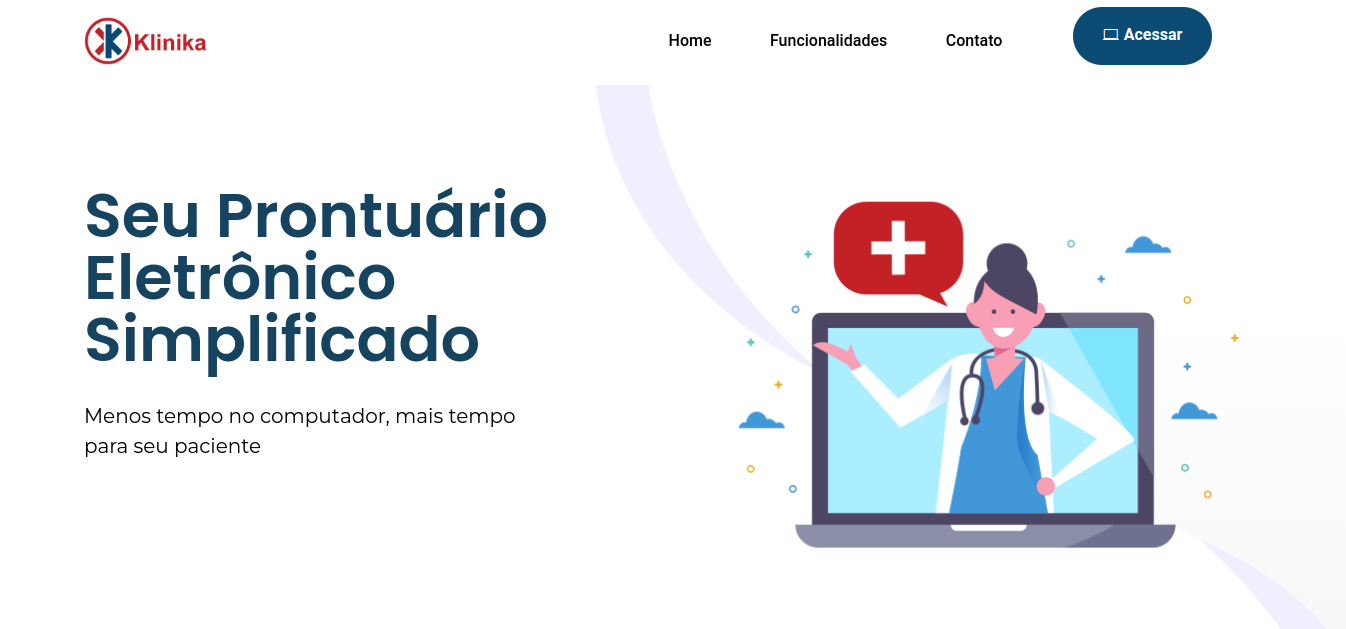 Klinika
Home
Funcionalidades
Contato
Acessar
Seu Prontuário
Eletrônico
Simplificado
Menos tempo no computador, mais tempo
para seu paciente